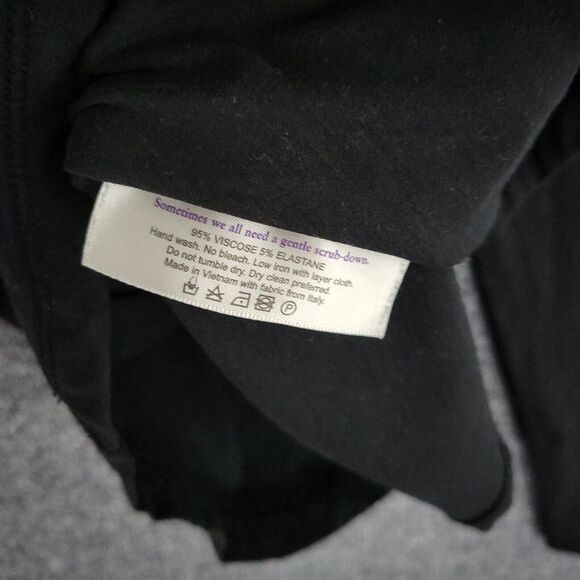 Sometimes we all need a gentle scrub-down.
95% VISCOSE 5% ELASTANE
Hand wash. No bleach. Low iron with layer cloth.
Do not tumble dry. Dry clean preferred.
Made in Vietnam with fabric from Italy.
P